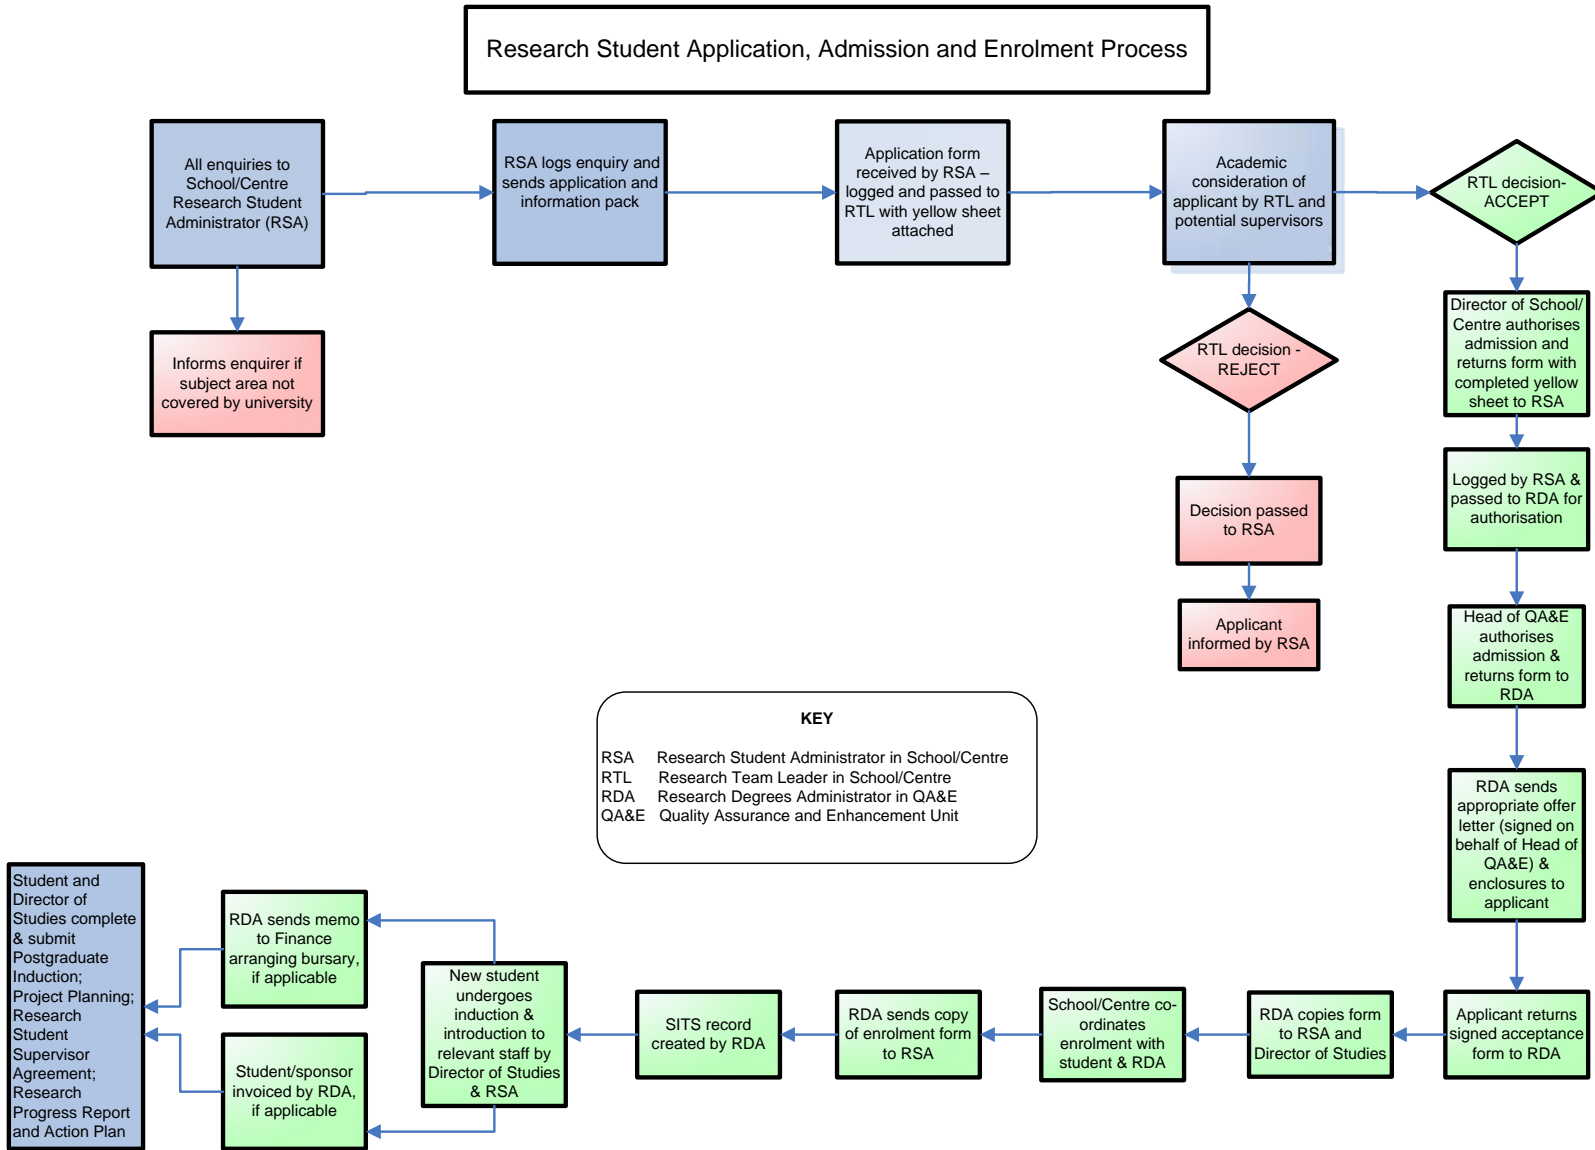 Research Student Application, Admission and Enrolment Process
All enquiries to
School/Centre
Research Student
Administrator (RSA)
RSA logs enquiry and
sends application and
information pack
Application form
received by RSA –
logged and passed to
RTL with yellow sheet
attached
Academic
consideration of
applicant by RTL and
potential supervisors
RTL decision-
ACCEPT
Informs enquirer if
subject area not
covered by university
RTL decision -
REJECT
Decision passed
to RSA
Applicant
informed by RSA
Director of School/
Centre authorises
admission and
returns form with
completed yellow
sheet to RSA
Logged by RSA &
passed to RDA for
authorisation
Head of QA&E
authorises
admission &
returns form to
RDA
RDA sends
appropriate offer
letter (signed on
behalf of Head of
QA&E) &
enclosures to
applicant
KEY
RSA Research Student Administrator in School/Centre
RTL Research Team Leader in School/Centre
RDA Research Degrees Administrator in QA&E
QA&E Quality Assurance and Enhancement Unit
Applicant returns
signed acceptance
form to RDA
RDA copies form
to RSA and
Director of Studies
School/Centre co-
ordinates
enrolment with
student & RDA
RDA sends copy
of enrolment form
to RSA
SITS record
created by RDA
New student
undergoes
induction &
introduction to
relevant staff by
Director of Studies
& RSA
RDA sends memo
to Finance
arranging bursary,
if applicable
Student/sponsor
invoiced by RDA,
if applicable
Student and
Director of
Studies complete
& submit
Postgraduate
Induction;
Project Planning;
Research
Student
Supervisor
Agreement;
Research
Progress Report
and Action Plan